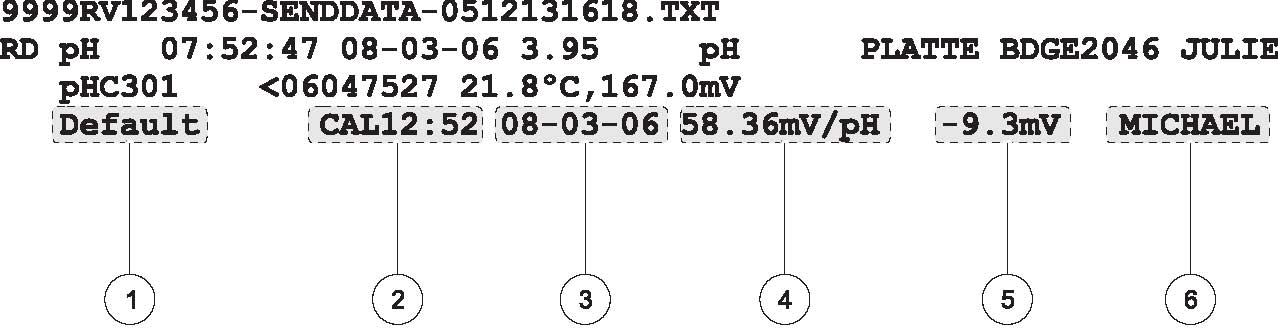 9999RV123456-SENDDATA-0512131618.TXT
RD pH 07:52:47 08-03-06 3.95 pH PLATTE BDGE2046 JULIE
pHC301 <06047527 21.8°C,167.0mV
Default CAL12:52 08-03-06 58.36mV/pH -9.3mV MICHAEL
1 2 3 4 5 6